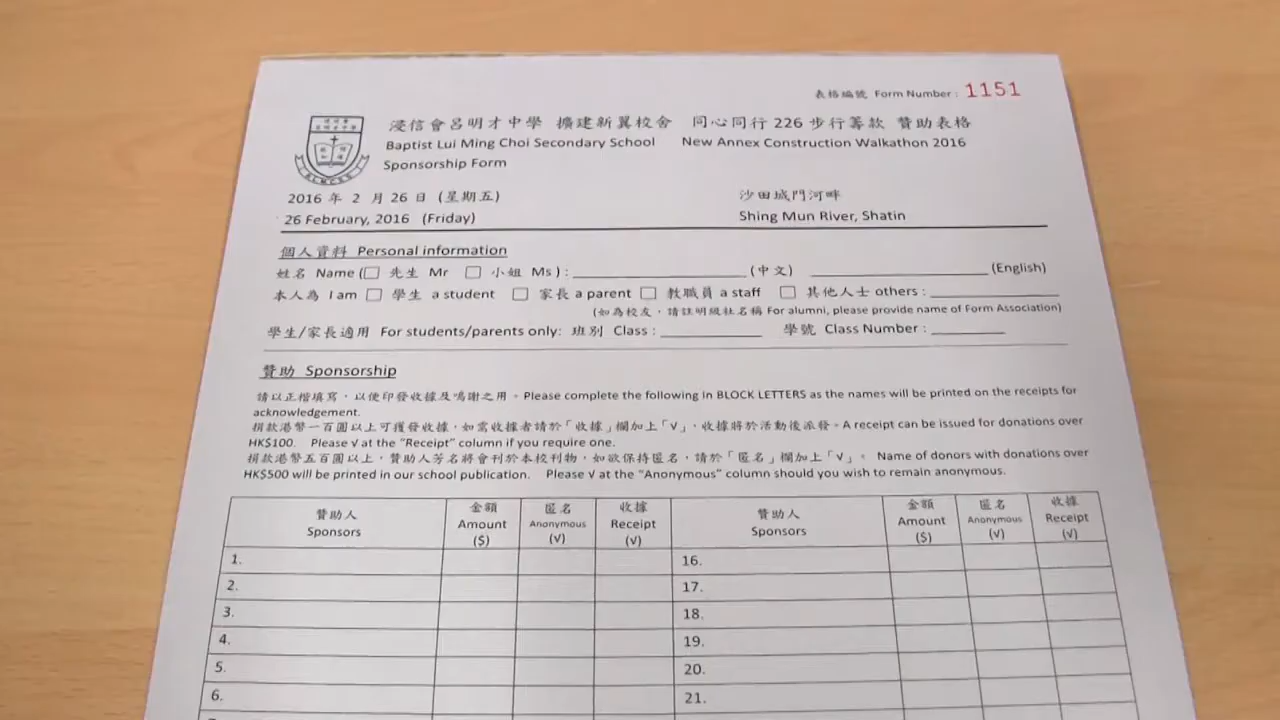 表格編號 Form Number : 1151
浸信會呂明才中學 擴建新翼校舍 同心同行 226 步行籌款 贊助表格
Baptist Lui Ming Choi Secondary School New Annex Construction Walkathon 2016
Sponsorship Form
2016 年 2 月 26 日 (星期五) 沙田城門河畔
26 February, 2016 (Friday) Shing Mun River, Shatin
個人資料 Personal information
姓名 Name (□ 先生 Mr □ 小姐 Ms ) : ____________ (中文) ____________ (English)
本人為 I am □ 學生 a student □ 家長 a parent □ 教職員 a staff □ 其他人士 others : ____________
(如為校友,請註明級社名稱 For alumni, please provide name of Form Association)
學生/家長適用 For students/parents only: 班別 Class : ________ 學號 Class Number : ________
贊助 Sponsorship
請以正楷填寫,以便印發收據及鳴謝之用。Please complete the following in BLOCK LETTERS as the names will be printed on the receipts for
acknowledgement.
捐款港幣一百圓以上可獲發收據,如需收據者請於「收據」欄加上「√」,收據將於活動後派發。A receipt can be issued for donations over
HK$100. Please √ at the "Receipt" column if you require one.
捐款港幣五百圓以上,贊助人芳名將會刊於本校刊物,如欲保持匿名,請於「匿名」欄加上「√」。 Name of donors with donations over
HK$500 will be printed in our school publication. Please √ at the "Anonymous" column should you wish to remain anonymous.
贊助人 金額 匿名 收據 贊助人 金額 匿名 收據
Sponsors Amount Anonymous Receipt Sponsors Amount Anonymous Receipt
($) (√) (√) ($) (√) (√)
1. 16.
2. 17.
3. 18.
4. 19.
5. 20.
6. 21.